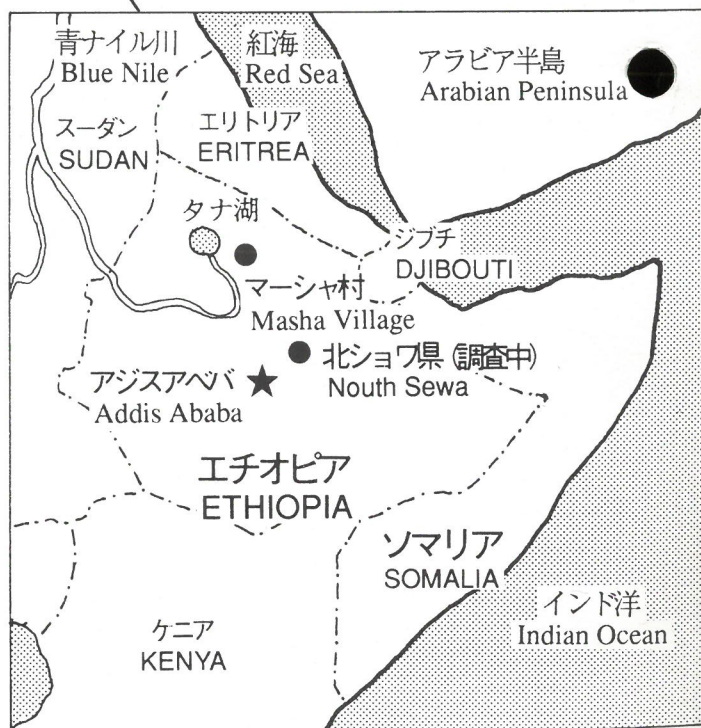 青ナイル川
Blue Nile
紅海
Red Sea
アラビア半島
Arabian Peninsula
スーダン
SUDAN
エリトリア
ERITREA
タナ湖
ジブチ
DJIBOUTI
マーシャ村
Masha Village
北ショワ県(調査中)
Nouth Sewa
アジスアベバ
Addis Ababa
エチオピア
ETHIOPIA
ソマリア
SOMALIA
インド洋
Indian Ocean
ケニア
KENYA